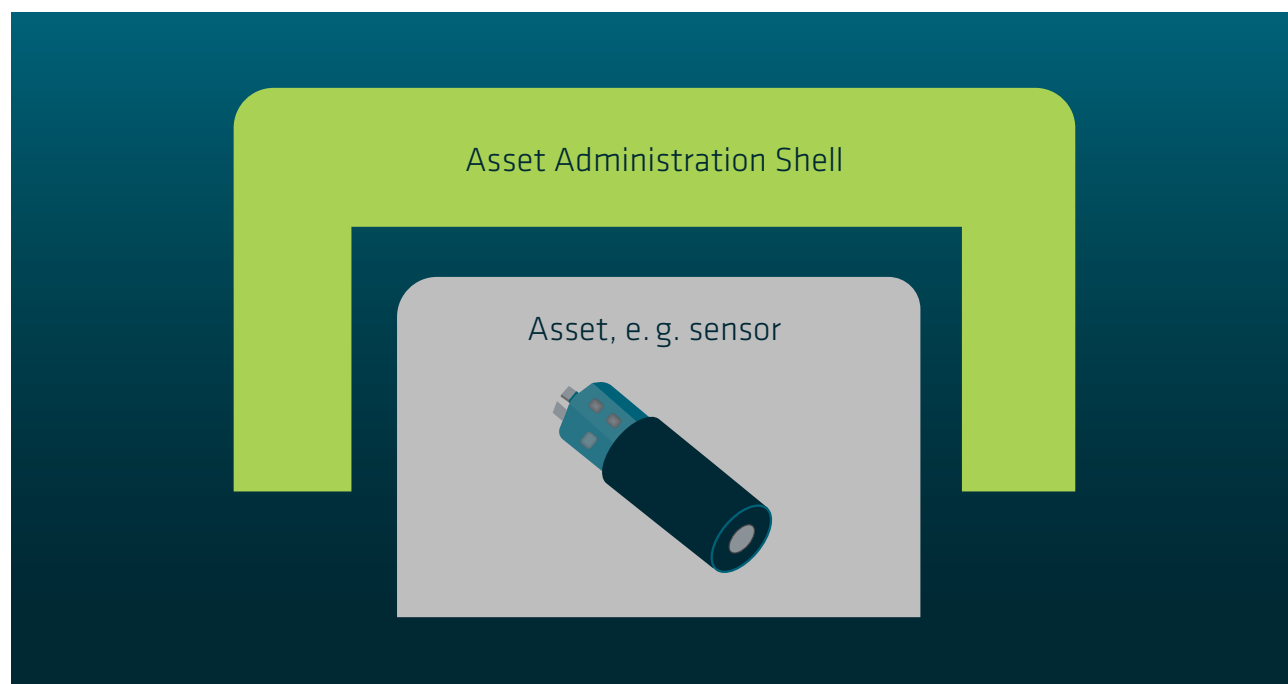 Asset Administration Shell
Asset, e. g. sensor